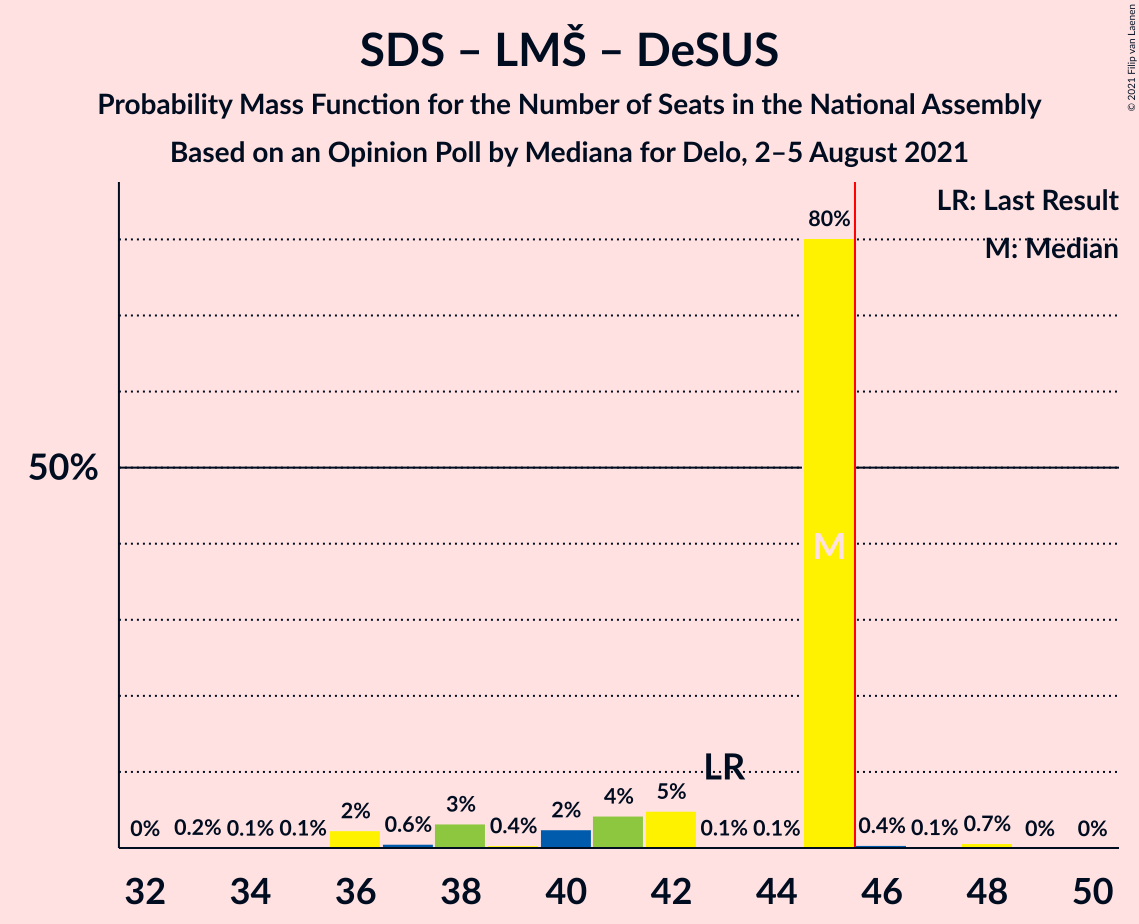 SDS – LMŠ – DeSUS
Probability Mass Function for the Number of Seats in the National Assembly
Based on an Opinion Poll by Mediana for Delo, 2–5 August 2021
© 2021 Filip van Laenen
LR: Last Result
M: Median
50%
0% 0.2% 0.1% 0.1% 2% 0.6% 3% 0.4% 2% 4% 5% 0.1% 0.1% 80% 0.4% 0.1% 0.7% 0% 0%
LR
M
32 34 36 38 40 42 44 46 48 50